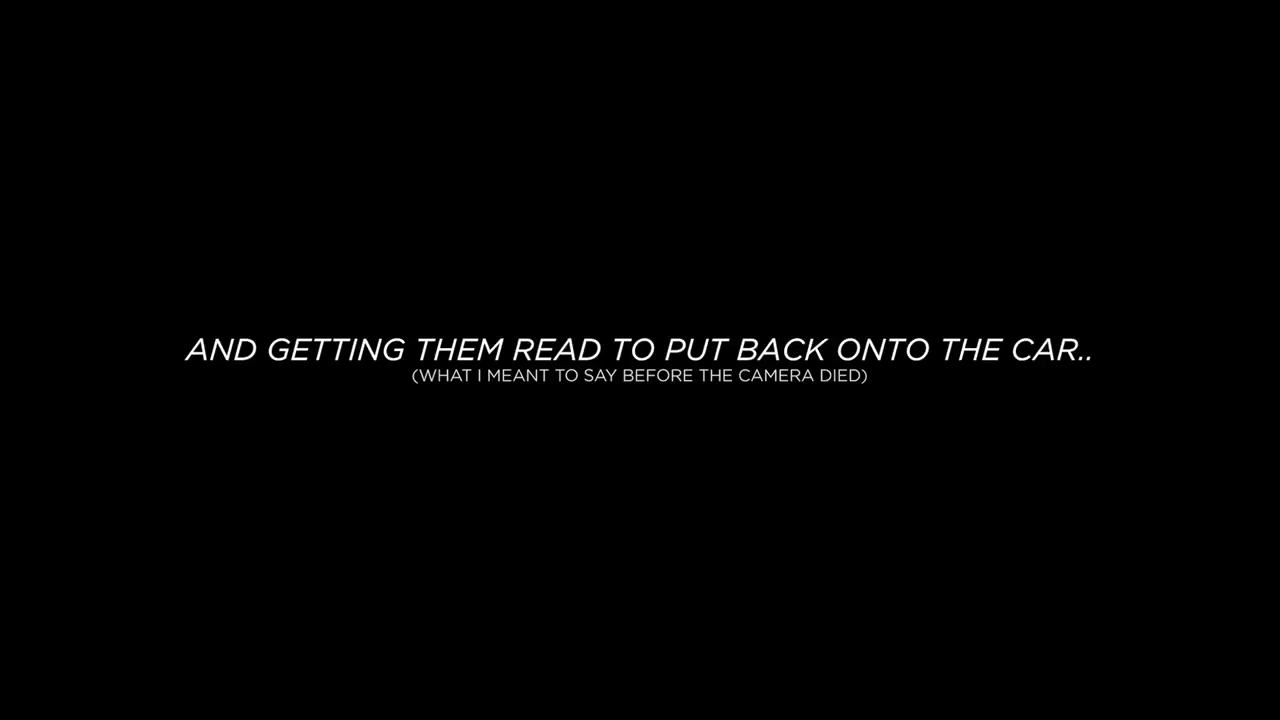 AND GETTING THEM READ TO PUT BACK ONTO THE CAR..
(WHAT I MEANT TO SAY BEFORE THE CAMERA DIED)